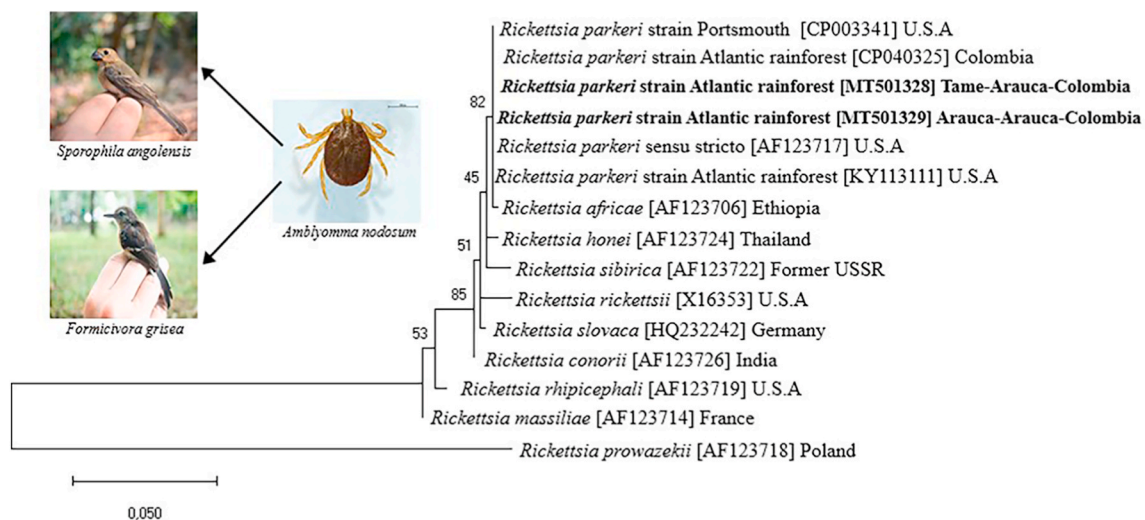 Sporophila angolensis
Formicivora grisea
Amblyomma nodosum
Rickettsia parkeri strain Portsmouth [CP003341] U.S.A
Rickettsia parkeri strain Atlantic rainforest [CP040325] Colombia
Rickettsia parkeri strain Atlantic rainforest [MT501328] Tame-Arauca-Colombia
82
Rickettsia parkeri strain Atlantic rainforest [MT501329] Arauca-Arauca-Colombia
Rickettsia parkeri sensu stricto [AF123717] U.S.A
45
Rickettsia parkeri strain Atlantic rainforest [KY113111] U.S.A
Rickettsia africae [AF123706] Ethiopia
51
Rickettsia honei [AF123724] Thailand
Rickettsia sibirica [AF123722] Former USSR
85
Rickettsia rickettsii [X16353] U.S.A
53
Rickettsia slovaca [HQ232242] Germany
Rickettsia conorii [AF123726] India
Rickettsia rhipicephali [AF123719] U.S.A
Rickettsia massiliae [AF123714] France
Rickettsia prowazekii [AF123718] Poland
0,050